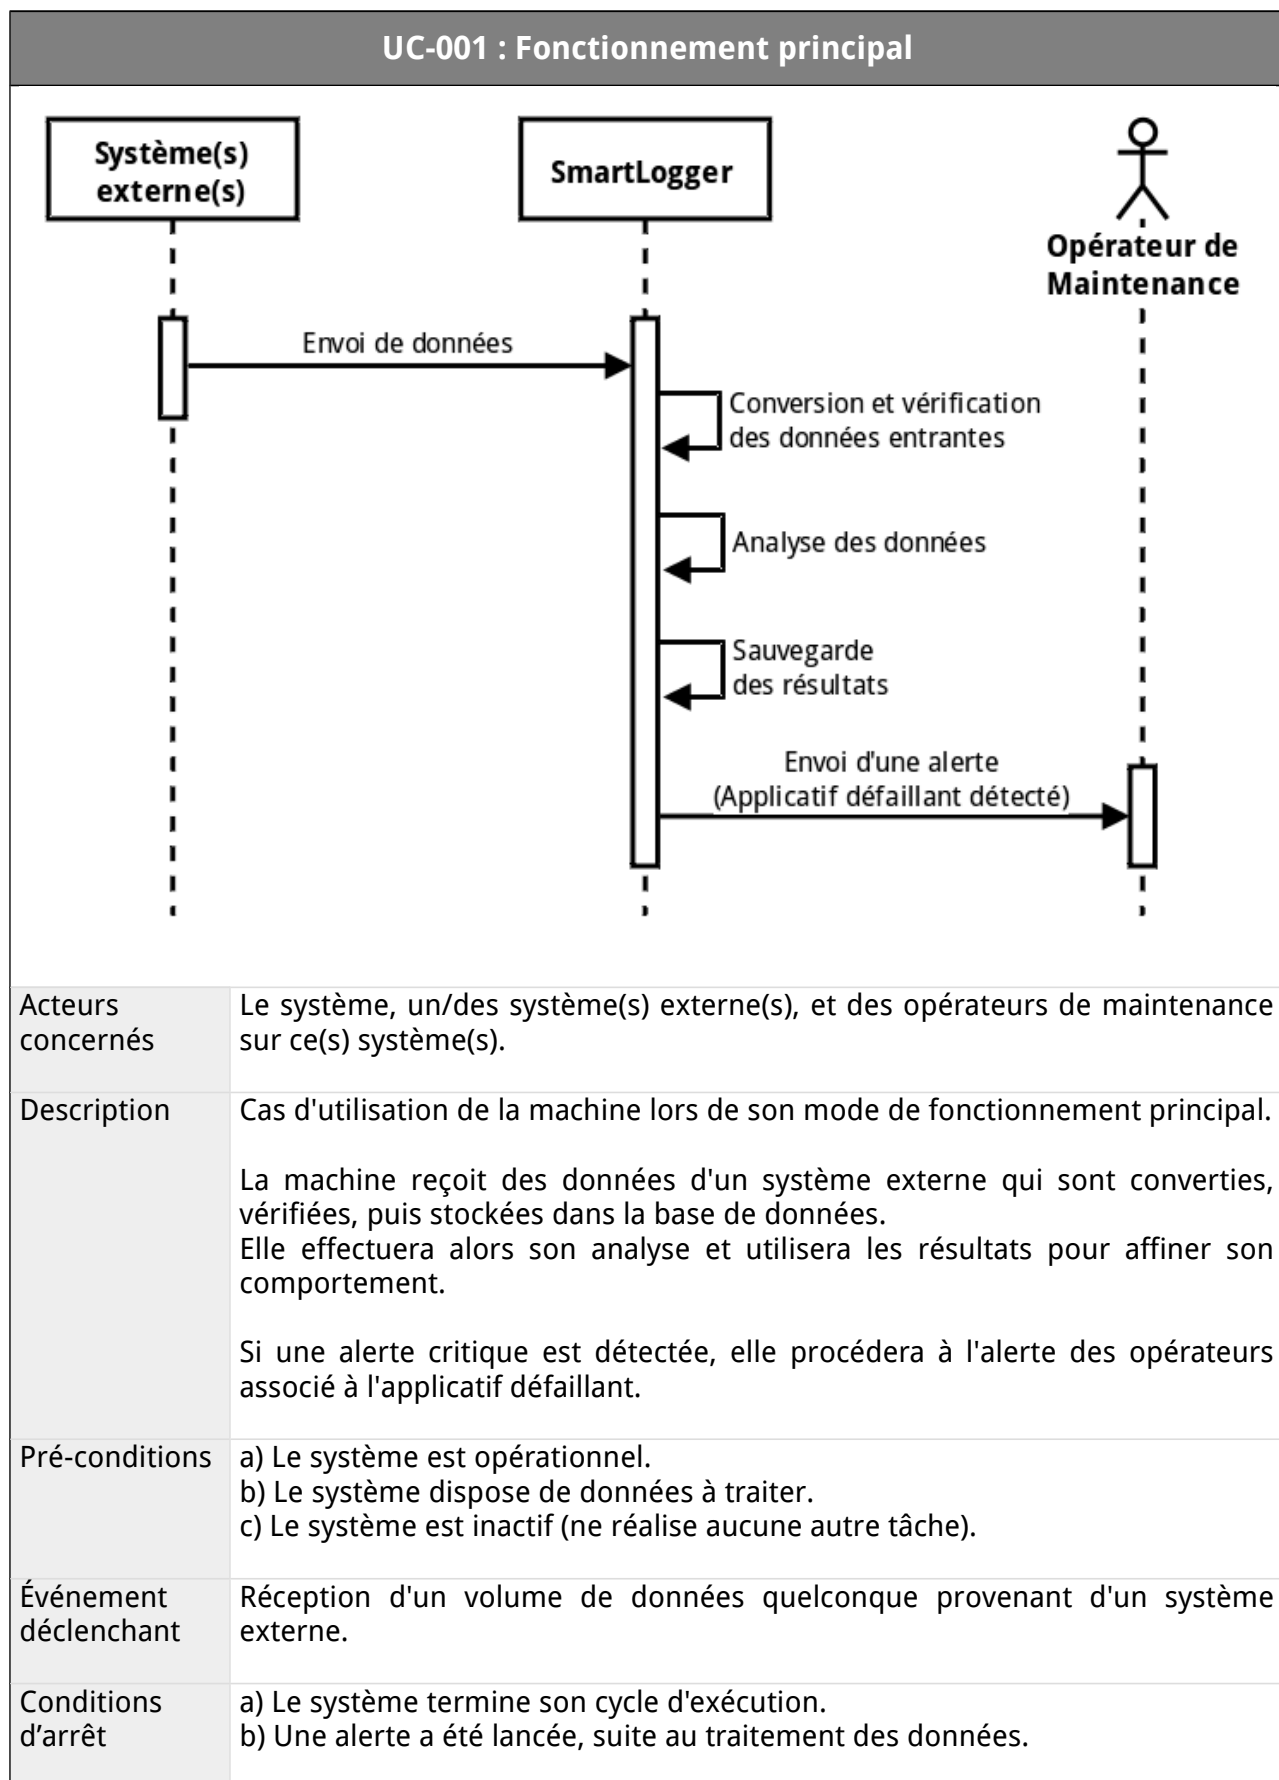 UC-001 : Fonctionnement principal
Système(s)
externe(s)
SmartLogger
Opérateur de
Maintenance
Envoi de données
Conversion et vérification
des données entrantes
Analyse des données
Sauvegarde
des résultats
Envoi d'une alerte
(Applicatif défaillant détecté)
Acteurs
concernés
Le système, un/des système(s) externe(s), et des opérateurs de maintenance
sur ce(s) système(s).
Description
Cas d'utilisation de la machine lors de son mode de fonctionnement principal.
La machine reçoit des données d'un système externe qui sont converties,
vérifiées, puis stockées dans la base de données.
Elle effectuera alors son analyse et utilisera les résultats pour affiner son
comportement.
Si une alerte critique est détectée, elle procédera à l'alerte des opérateurs
associé à l'applicatif défaillant.
Pré-conditions
a) Le système est opérationnel.
b) Le système dispose de données à traiter.
c) Le système est inactif (ne réalise aucune autre tâche).
Événement
déclenchant
Réception d'un volume de données quelconque provenant d'un système
externe.
Conditions
d’arrêt
a) Le système termine son cycle d'exécution.
b) Une alerte a été lancée, suite au traitement des données.